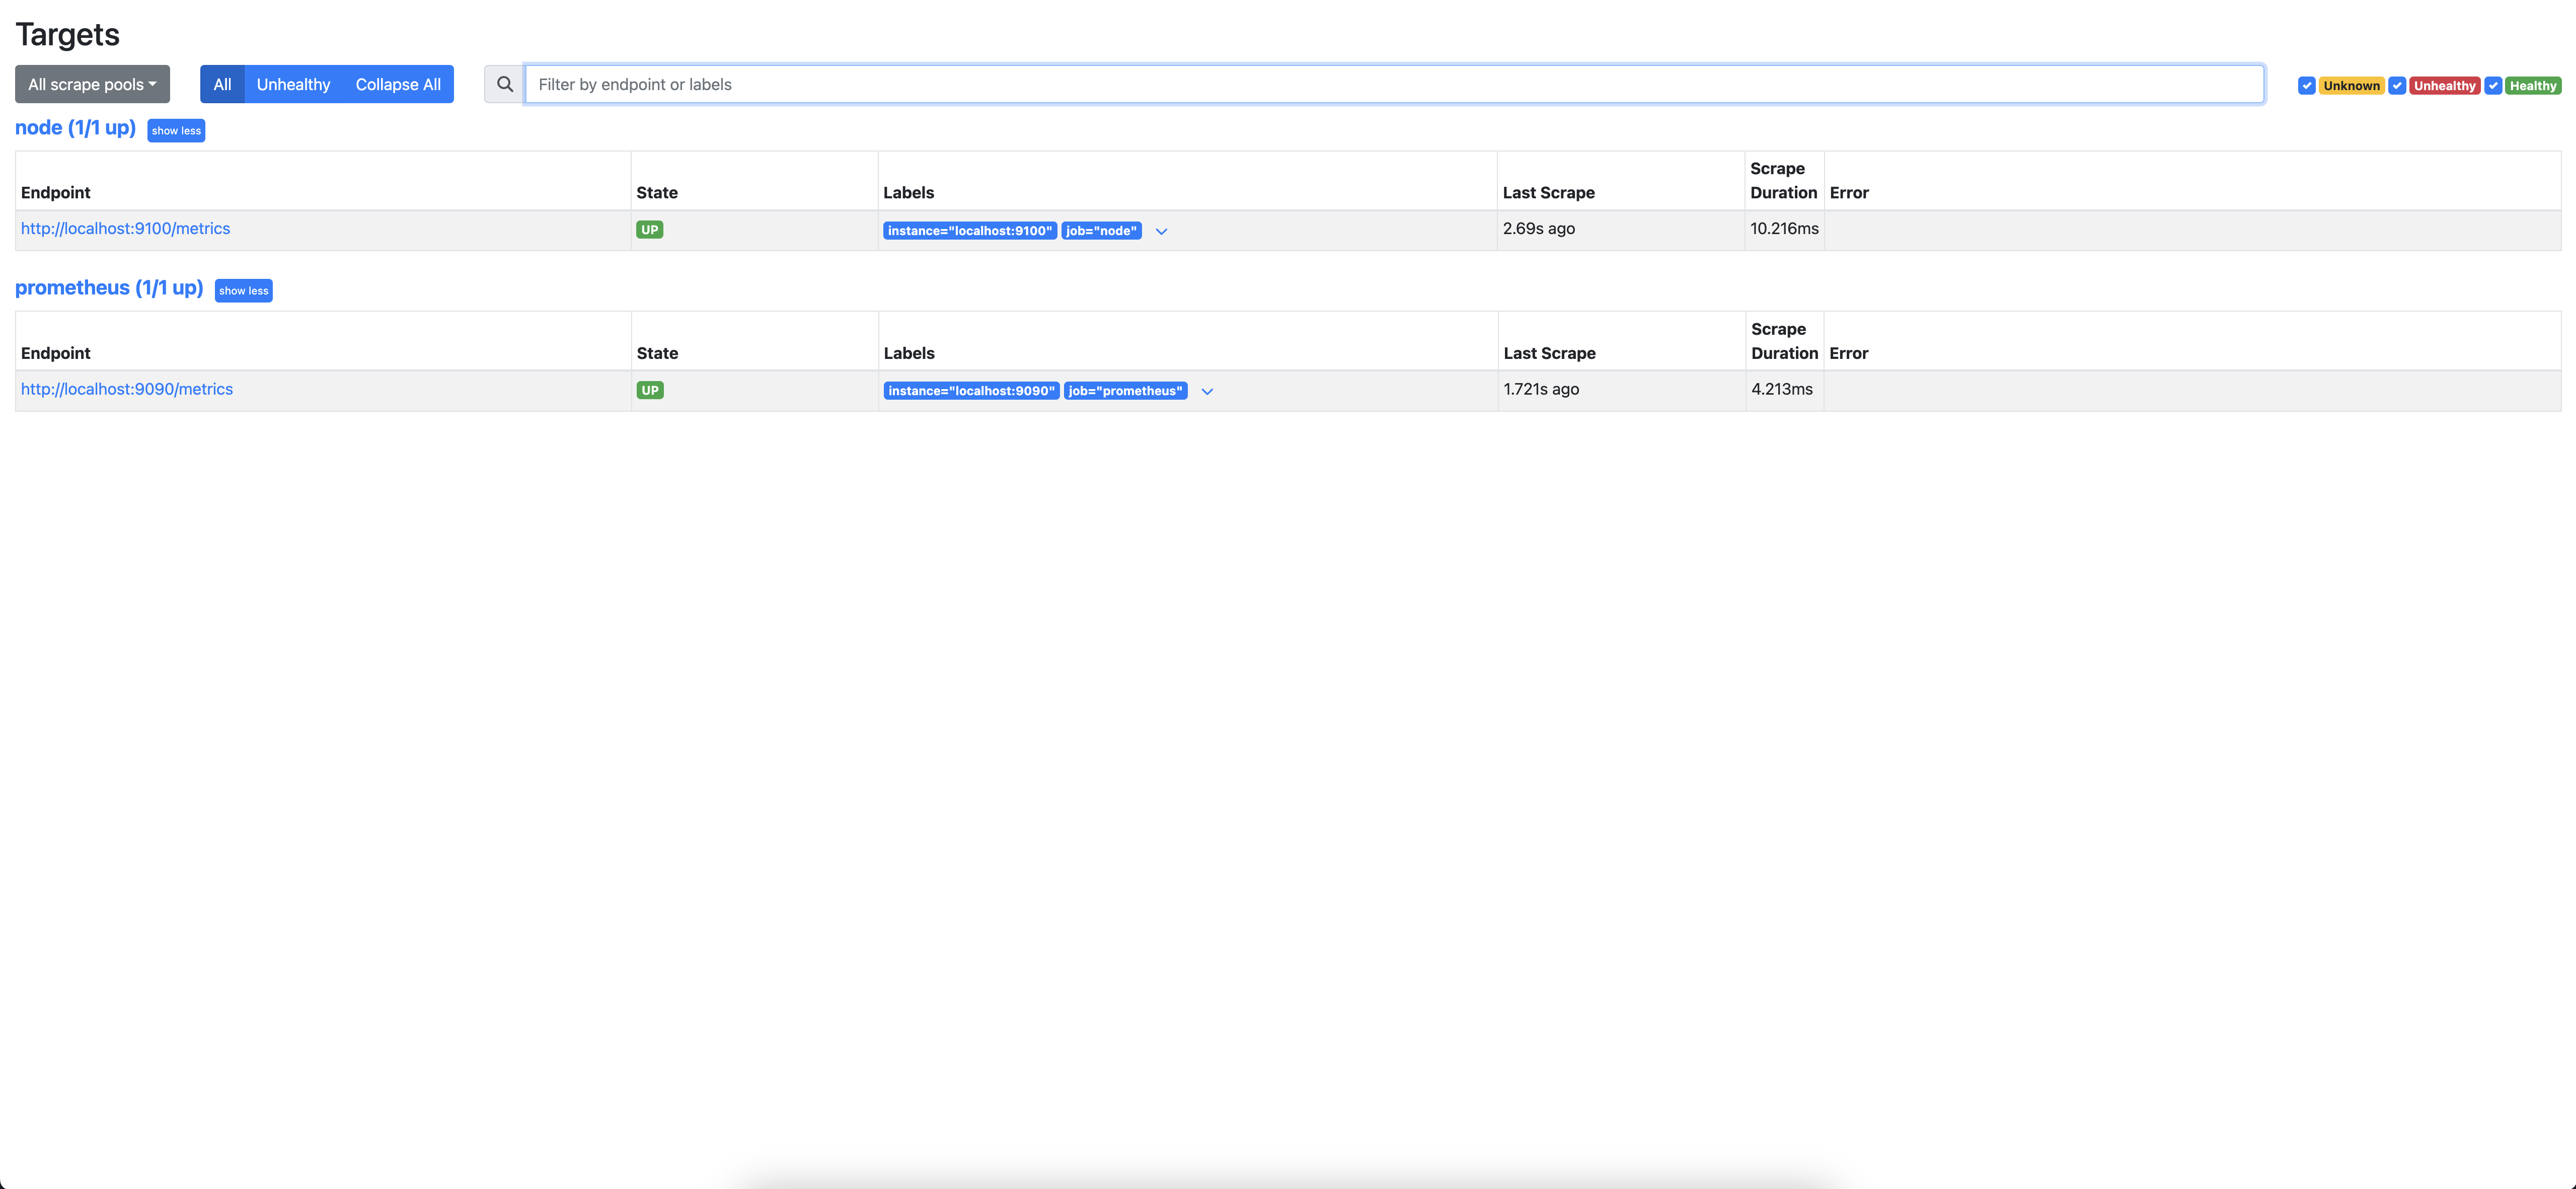 Targets
All scrape pools All Unhealthy Collapse All Filter by endpoint or labels Unknown Unhealthy Healthy
node (1/1 up) show less
Endpoint State Labels Last Scrape Scrape Duration Error
http://localhost:9100/metrics UP instance="localhost:9100" job="node" 2.69s ago 10.216ms
prometheus (1/1 up) show less
Endpoint State Labels Last Scrape Scrape Duration Error
http://localhost:9090/metrics UP instance="localhost:9090" job="prometheus" 1.721s ago 4.213ms